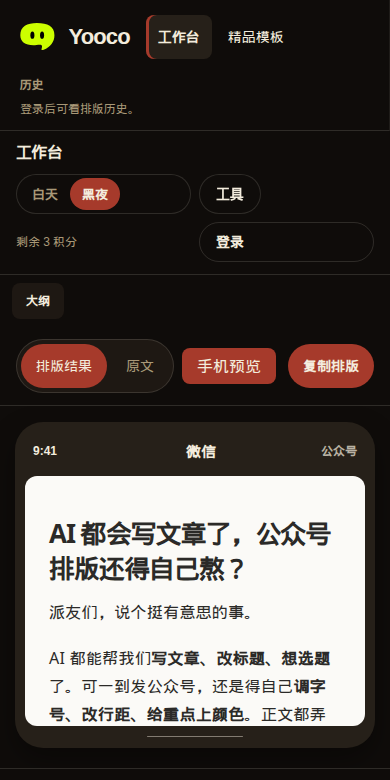 Yooco
工作台
精品模板
历史
登录后可看排版历史。
工作台
白天
黑夜
工具
剩余 3 积分
登录
大纲
排版结果
原文
手机预览
复制排版
9:41
微信
公众号
AI 都会写文章了，公众号
排版还得自己熬？
派友们，说个挺有意思的事。
AI 都能帮我们写文章、改标题、想选题
了。可一到发公众号，还是得自己调字
号、改行距、给重点上颜色。正文都弄